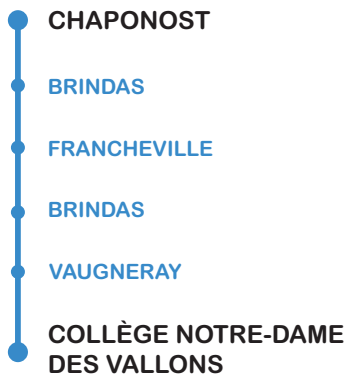 CHAPONOST
BRINDAS
FRANCHEVILLE
BRINDAS
VAUGNERAY
COLLÈGE NOTRE-DAME
DES VALLONS